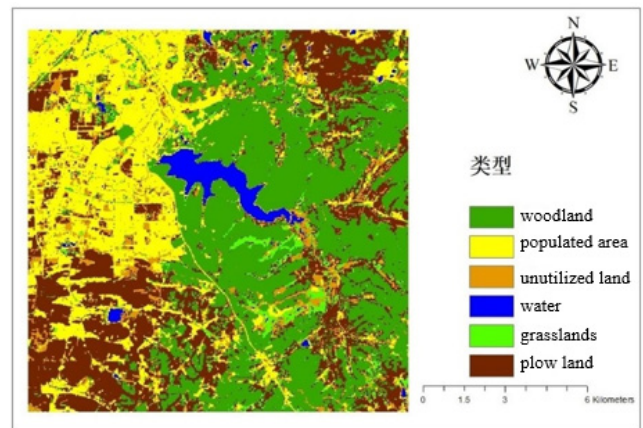 N
W E
S
类型
woodland
populated area
unutilized land
water
grasslands
plow land
0 1.5 3 6 Kilometers